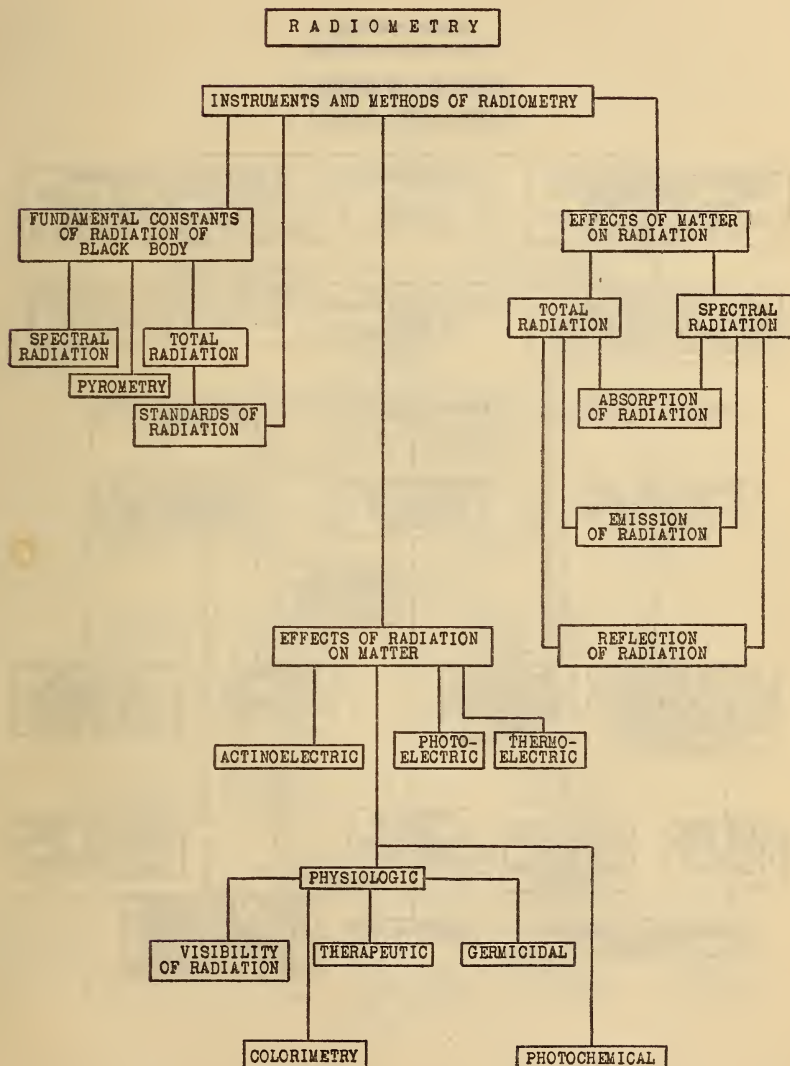 RADIOMETRY
INSTRUMENTS AND METHODS OF RADIOMETRY
FUNDAMENTAL CONSTANTS
OF RADIATION OF
BLACK BODY
EFFECTS OF MATTER
ON RADIATION
SPECTRAL
RADIATION
TOTAL
RADIATION
TOTAL
RADIATION
SPECTRAL
RADIATION
PYROMETRY
STANDARDS OF
RADIATION
ABSORPTION
OF RADIATION
EMISSION
OF RADIATION
EFFECTS OF RADIATION
ON MATTER
REFLECTION
OF RADIATION
ACTINOELECTRIC
PHOTO-
ELECTRIC
THERMO-
ELECTRIC
PHYSIOLOGIC
VISIBILITY
OF RADIATION
THERAPEUTIC
GERMICIDAL
COLORIMETRY
PHOTOCHEMICAL